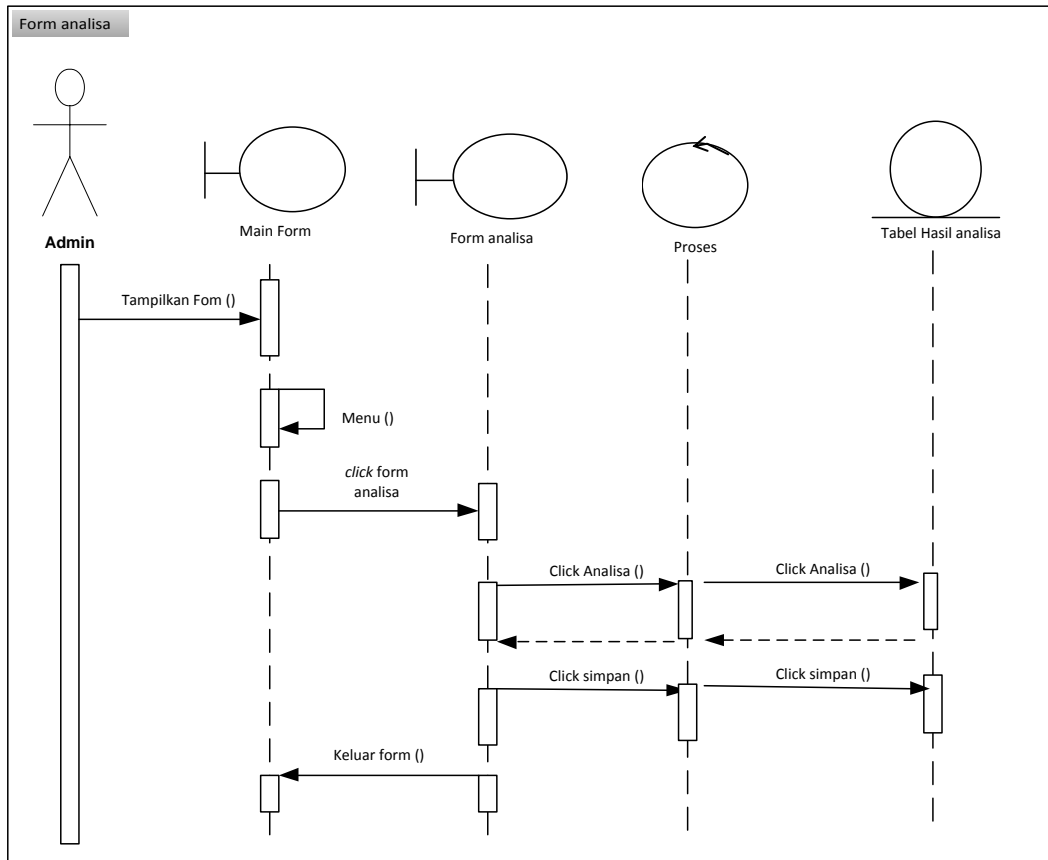 Form analisa
Admin
Main Form
Form analisa
Proses
Tabel Hasil analisa
Tampilkan Fom ()
Menu ()
click form
analisa
Click Analisa ()
Click Analisa ()
Click simpan ()
Click simpan ()
Keluar form ()